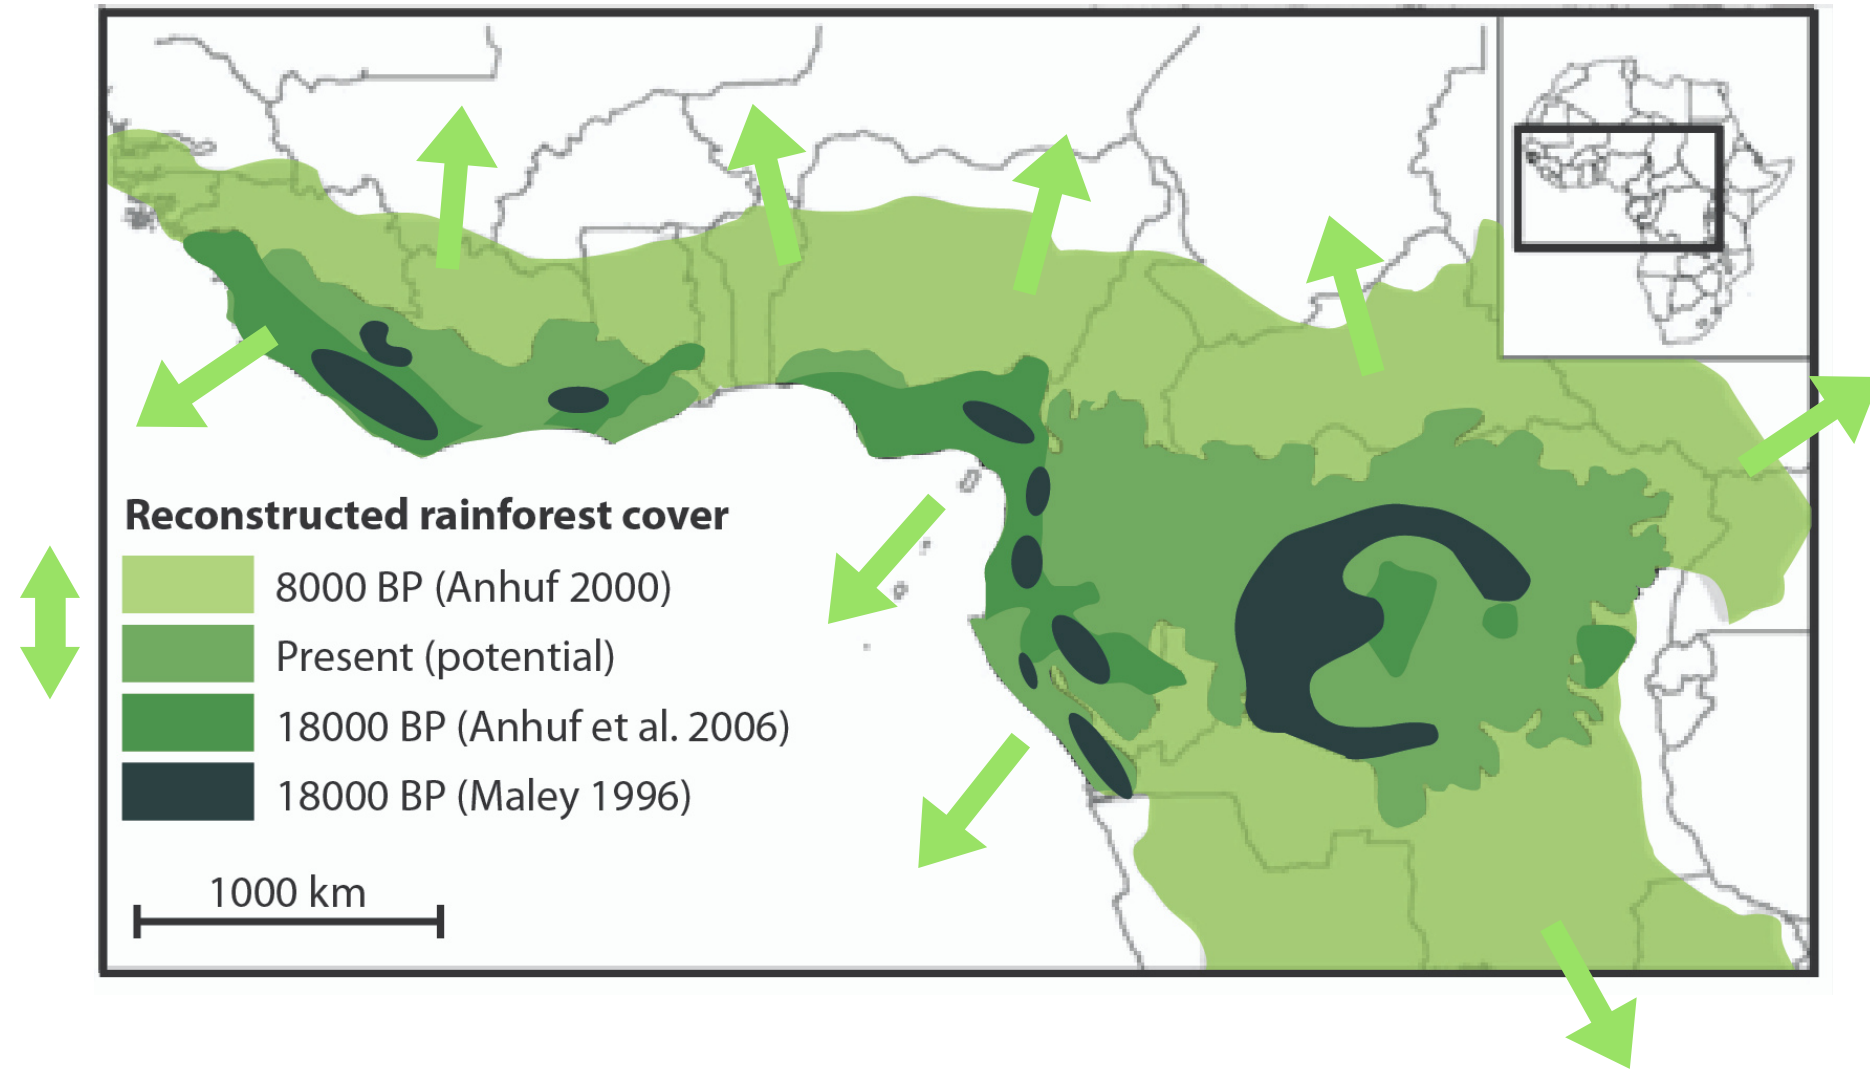 Reconstructed rainforest cover
8000 BP (Anhuf 2000)
Present (potential)
18000 BP (Anhuf et al. 2006)
18000 BP (Maley 1996)
1000 km